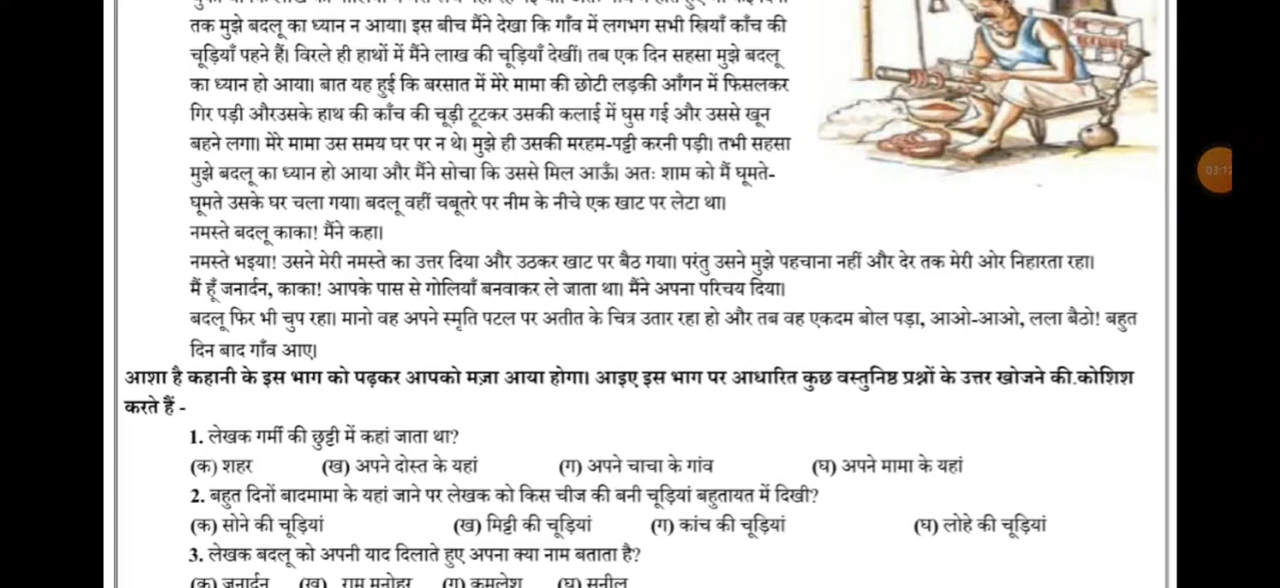 तक मुझे बदलू का ध्यान न आया। इस बीच मैंने देखा कि गाँव में लगभग सभी स्त्रियाँ काँच की
चूड़ियाँ पहने हैं। विरले ही हाथों में मैंने लाख की चूड़ियाँ देखीं। तब एक दिन सहसा मुझे बदलू
का ध्यान हो आया। बात यह हुई कि बरसात में मेरे मामा की छोटी लड़की आँगन में फिसलकर
गिर पड़ी औरउसके हाथ की काँच की चूड़ी टूटकर उसकी कलाई में घुस गई और उससे खून
बहने लगा। मेरे मामा उस समय घर पर न थे। मुझे ही उसकी मरहम-पट्टी करनी पड़ी। तभी सहसा
मुझे बदलू का ध्यान हो आया और मैंने सोचा कि उससे मिल आऊँ। अतः शाम को मैं घूमते-
घूमते उसके घर चला गया। बदलू वहीं चबूतरे पर नीम के नीचे एक खाट पर लेटा था।
नमस्ते बदलू काका! मैंने कहा।
नमस्ते भइया! उसने मेरी नमस्ते का उत्तर दिया और उठकर खाट पर बैठ गया। परंतु उसने मुझे पहचाना नहीं और देर तक मेरी ओर निहारता रहा।
मैं हूँ जनार्दन, काका! आपके पास से गोलियाँ बनवाकर ले जाता था। मैंने अपना परिचय दिया।
बदलू फिर भी चुप रहा। मानो वह अपने स्मृति पटल पर अतीत के चित्र उतार रहा हो और तब वह एकदम बोल पड़ा, आओ-आओ, लला बैठो! बहुत
दिन बाद गाँव आए।
आशा है कहानी के इस भाग को पढ़कर आपको मज़ा आया होगा। आइए इस भाग पर आधारित कुछ वस्तुनिष्ठ प्रश्नों के उत्तर खोजने की.कोशिश
करते हैं -
1. लेखक गर्मी की छुट्टी में कहां जाता था?
(क) शहर (ख) अपने दोस्त के यहां (ग) अपने चाचा के गांव (घ) अपने मामा के यहां
2. बहुत दिनों बादमामा के यहां जाने पर लेखक को किस चीज की बनी चूड़ियां बहुतायत में दिखी?
(क) सोने की चूड़ियां (ख) मिट्टी की चूड़ियां (ग) कांच की चूड़ियां (घ) लोहे की चूड़ियां
3. लेखक बदलू को अपनी याद दिलाते हुए अपना क्या नाम बताता है?
(क) जनार्दन (ख) राम मनोहर (ग) कमलेश (घ) सुनील
03:12